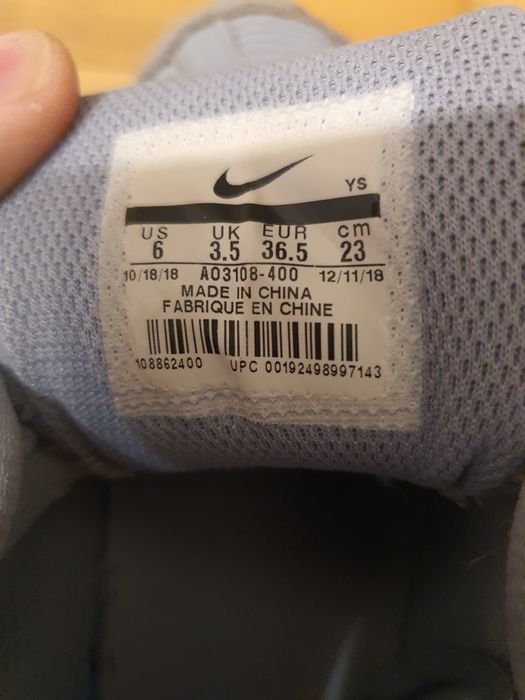 YS
US UK EUR cm
6 3.5 36.5 23
10/18/18 AO3108-400 12/11/18
MADE IN CHINA
FABRIQUE EN CHINE
108862400 UPC 00192498997143